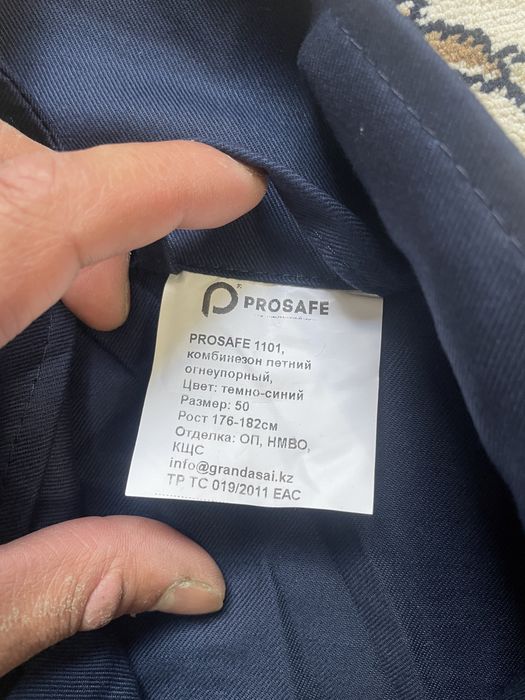 PROSAFE
PROSAFE 1101,
комбинезон летний
огнеупорный,
Цвет: темно-синий
Размер: 50
Рост 176-182см
Отделка: ОП, НМВО,
КЩС
info@grandasai.kz
ТР ТС 019/2011 ЕАС